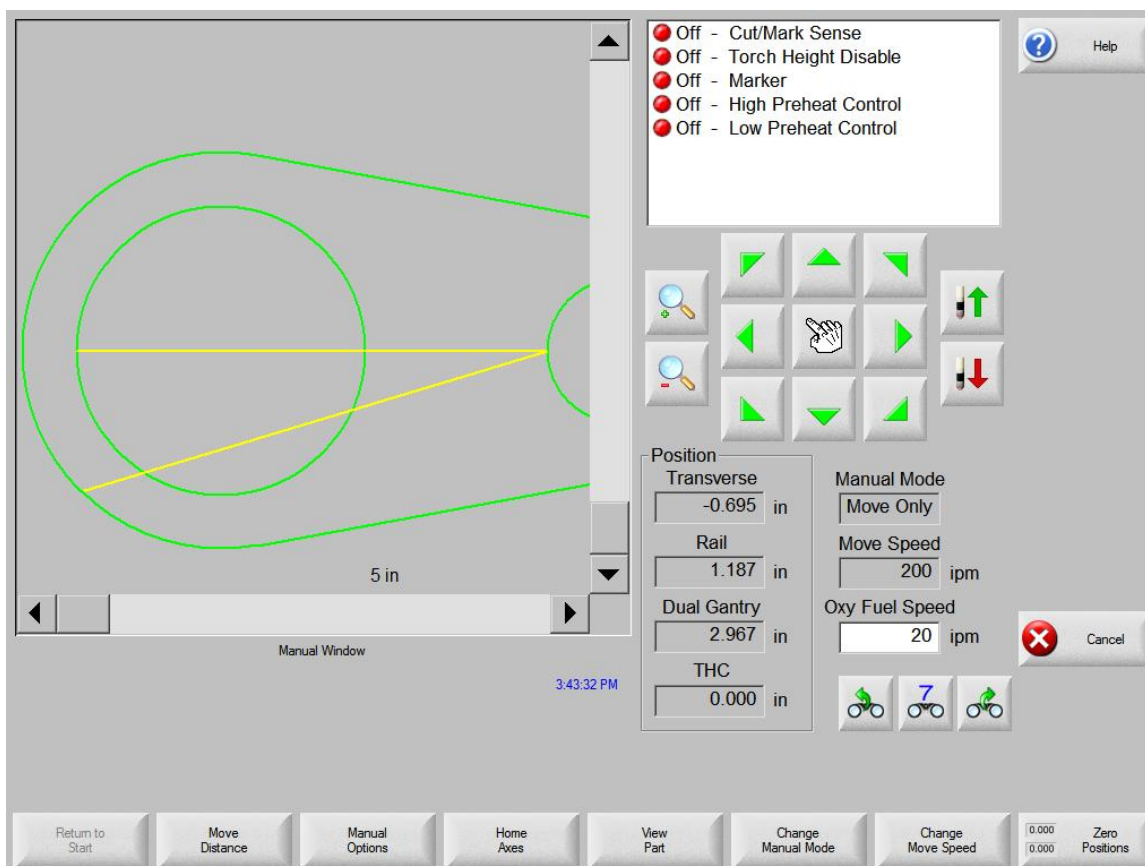 Off - Cut/Mark Sense
Off - Torch Height Disable
Off - Marker
Off - High Preheat Control
Off - Low Preheat Control
Help
5 in
Manual Window
3:43:32 PM
Position
Transverse
-0.695 in
Rail
1.187 in
Dual Gantry
2.967 in
THC
0.000 in
Manual Mode
Move Only
Move Speed
200 ipm
Oxy Fuel Speed
20 ipm
7
Cancel
Return to
Start
Move
Distance
Manual
Options
Home
Axes
View
Part
Change
Manual Mode
Change
Move Speed
0.000
0.000
Zero
Positions